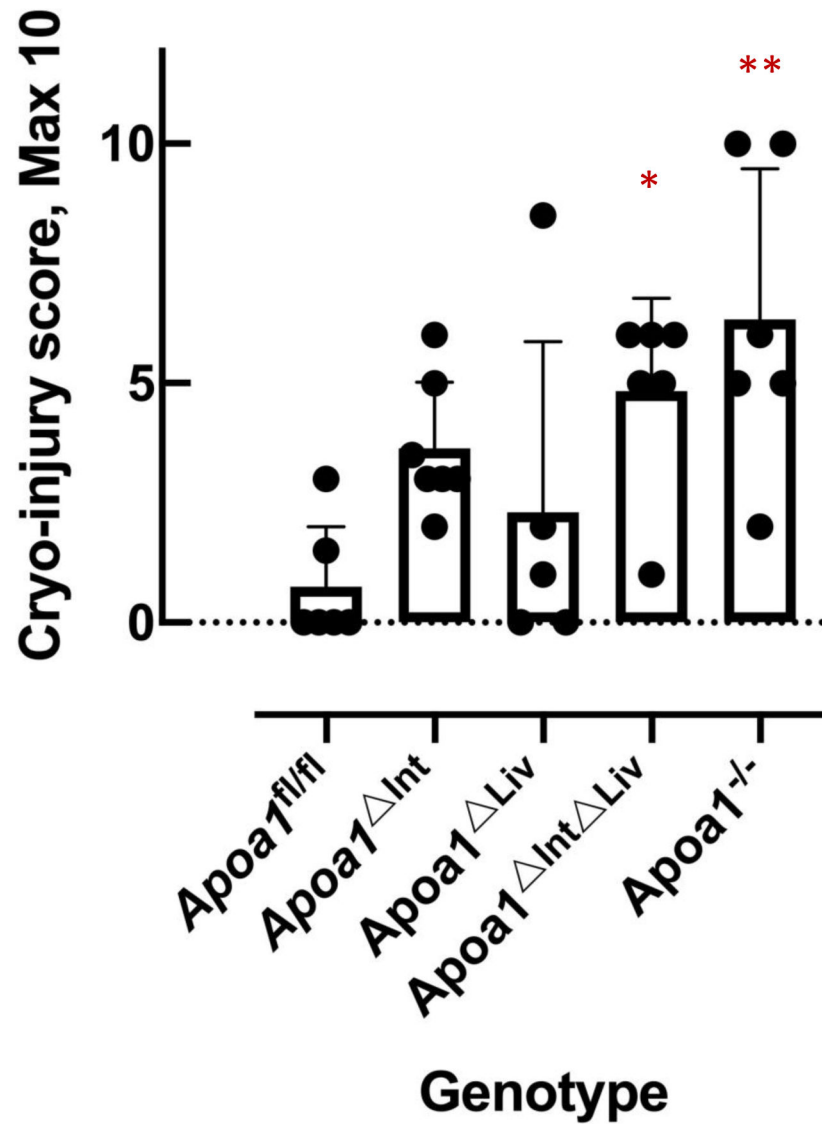 Cryo-injury score, Max 10
10
5
0
**
*
Apoa1fl/fl
Apoa1△Int
Apoa1△Liv
Apoa1△Int△Liv
Apoa1-/-
Genotype